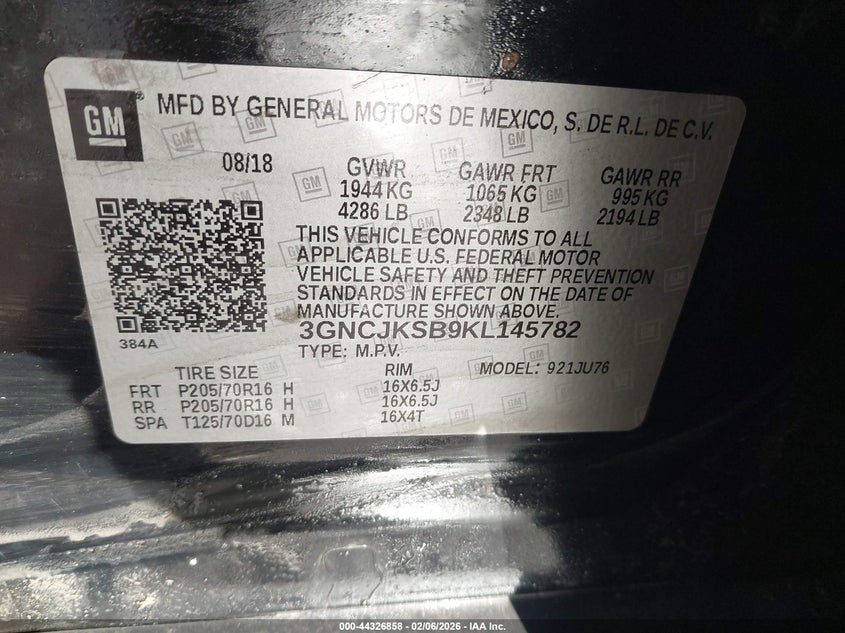 GM
MFD BY GENERAL MOTORS DE MEXICO, S. DE R.L. DE C.V.
08/18 GVWR GAWR FRT GAWR RR
1944 KG 1065 KG 995 KG
4286 LB 2348 LB 2194 LB
THIS VEHICLE CONFORMS TO ALL
APPLICABLE U.S. FEDERAL MOTOR
VEHICLE SAFETY AND THEFT PREVENTION
STANDARDS IN EFFECT ON THE DATE OF
MANUFACTURE SHOWN ABOVE.
3GNCJKSB9KL145782
384A
TYPE: M.P.V.
TIRE SIZE RIM MODEL: 921JU76
FRT P205/70R16 H 16X6.5J
RR P205/70R16 H 16X6.5J
SPA T125/70D16 M 16X4T
000-44326858 - 02/06/2026 - IAA Inc.